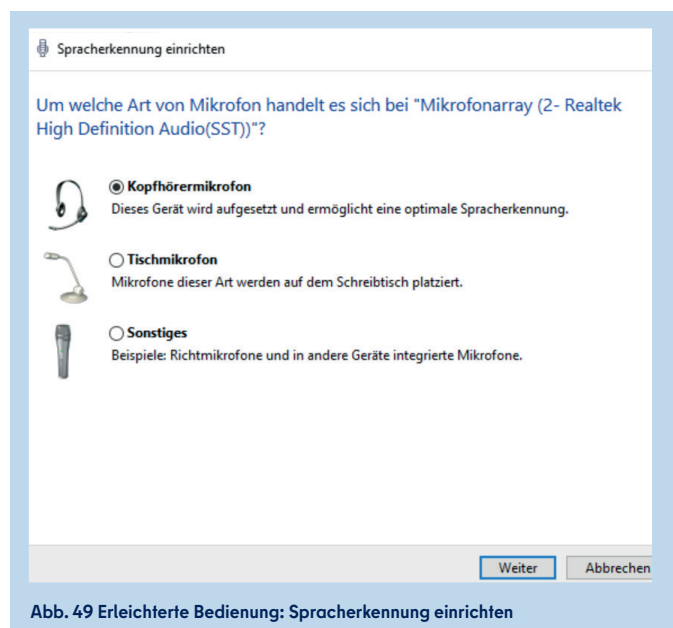 Spracherkennung einrichten
Um welche Art von Mikrofon handelt es sich bei "Mikrofonarray (2- Realtek
High Definition Audio(SST))"?
Kopfhörermikrofon
Dieses Gerät wird aufgesetzt und ermöglicht eine optimale Spracherkennung.
Tischmikrofon
Mikrofone dieser Art werden auf dem Schreibtisch platziert.
Sonstiges
Beispiele: Richtmikrofone und in andere Geräte integrierte Mikrofone.
Weiter Abbrechen
Abb. 49 Erleichterte Bedienung: Spracherkennung einrichten